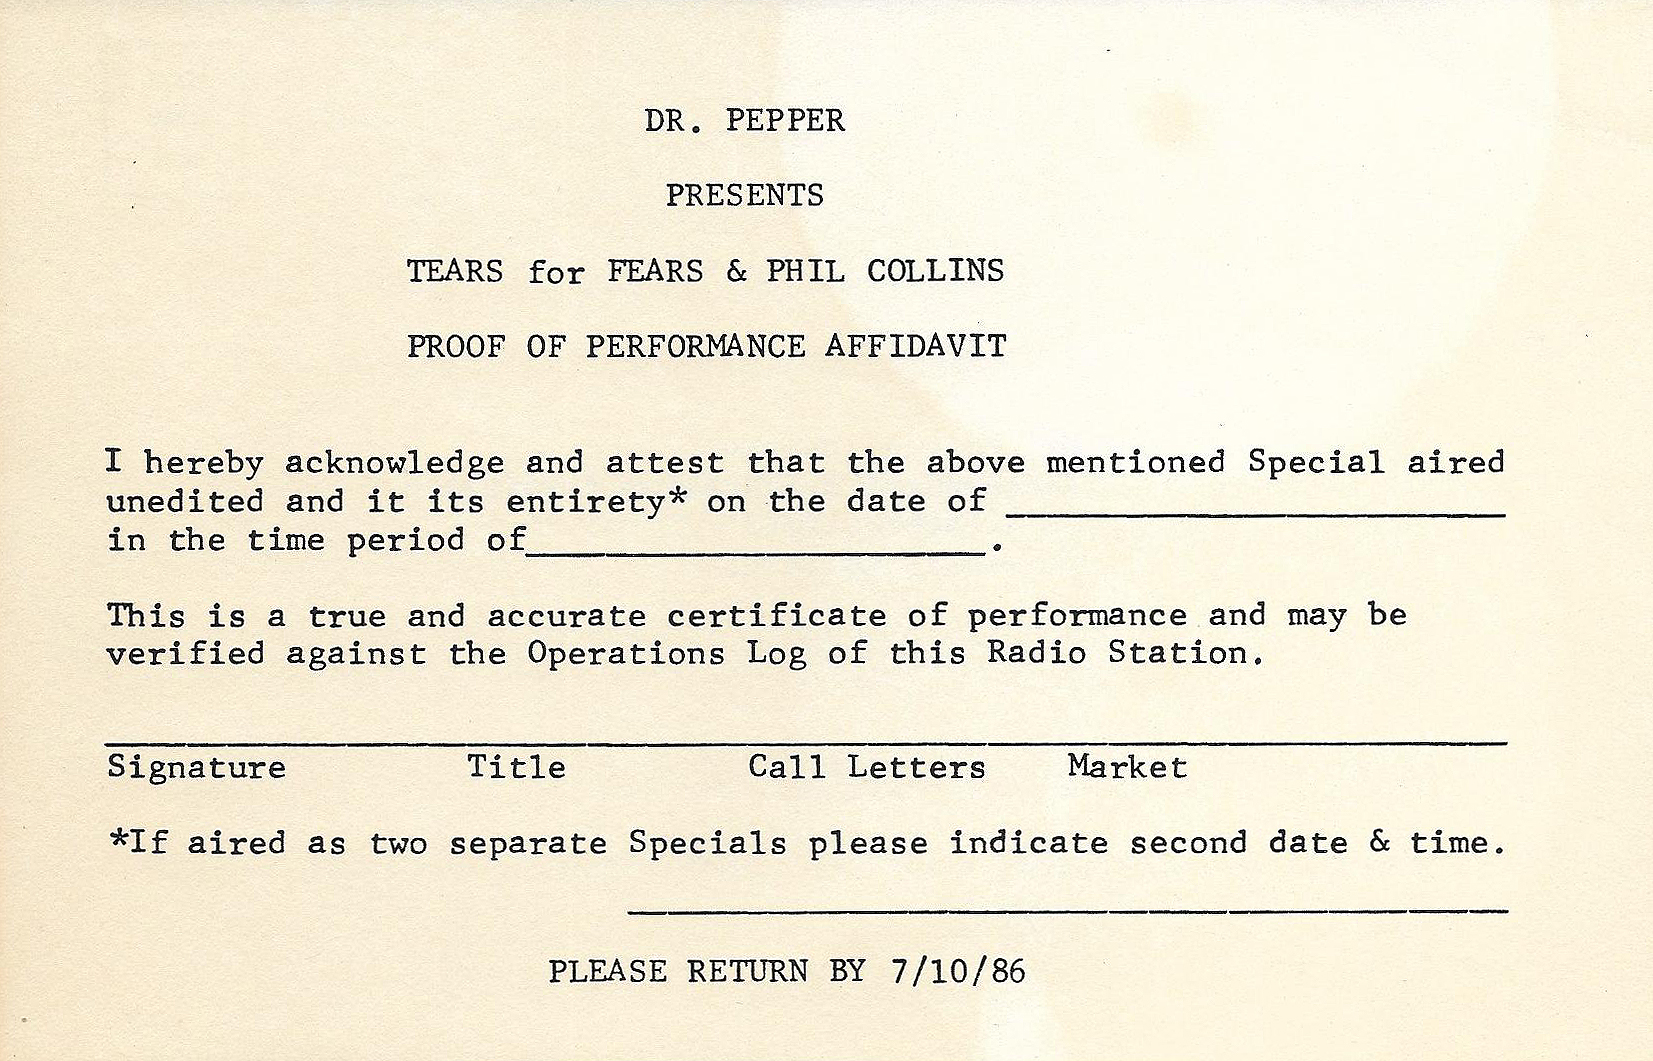 DR. PEPPER
PRESENTS
TEARS for FEARS & PHIL COLLINS
PROOF OF PERFORMANCE AFFIDAVIT
I hereby acknowledge and attest that the above mentioned Special aired
unedited and it its entirety* on the date of ____________________
in the time period of____________________.
This is a true and accurate certificate of performance and may be
verified against the Operations Log of this Radio Station.
Signature Title Call Letters Market
*If aired as two separate Specials please indicate second date & time.
PLEASE RETURN BY 7/10/86